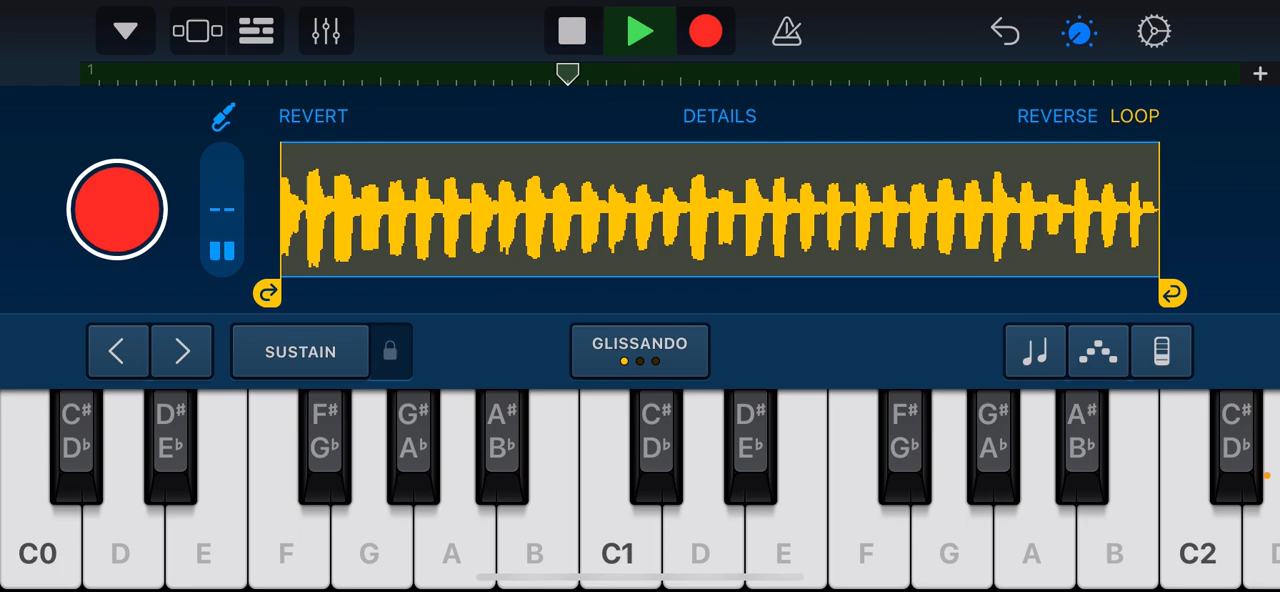 1
REVERT DETAILS REVERSE LOOP
SUSTAIN GLISSANDO
C# D# F# G# A# C# D# F# G# A# C#
D♭ E♭ G♭ A♭ B♭ D♭ E♭ G♭ A♭ B♭ D♭
C0 D E F G A B C1 D E F G A B C2